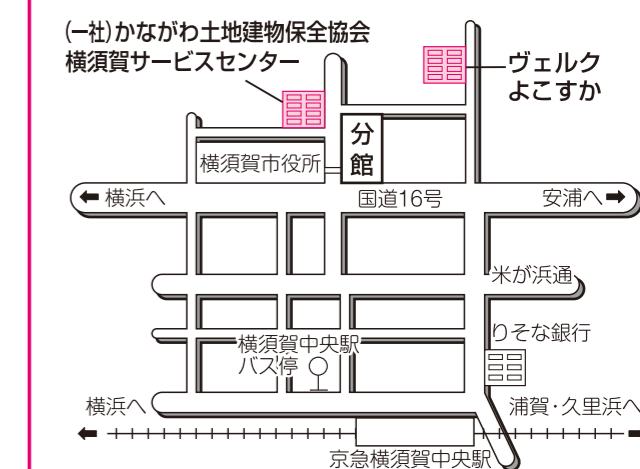 (一社)かながわ土地建物保全協会
横須賀サービスセンター
ヴェルク
よこすか
分
館
横須賀市役所
← 横浜へ
国道16号
安浦へ →
米が浜通
りそな銀行
横須賀中央駅
バス停
横浜へ
浦賀・久里浜へ
京急横須賀中央駅